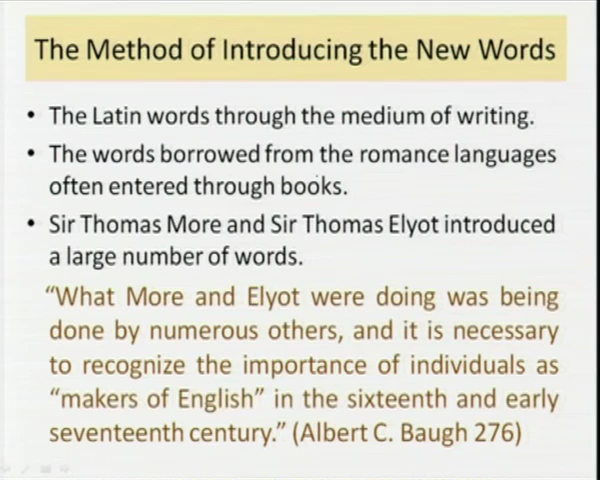 The Method of Introducing the New Words
• The Latin words through the medium of writing.
• The words borrowed from the romance languages
often entered through books.
• Sir Thomas More and Sir Thomas Elyot introduced
a large number of words.
“What More and Elyot were doing was being
done by numerous others, and it is necessary
to recognize the importance of individuals as
“makers of English” in the sixteenth and early
seventeenth century.” (Albert C. Baugh 276)